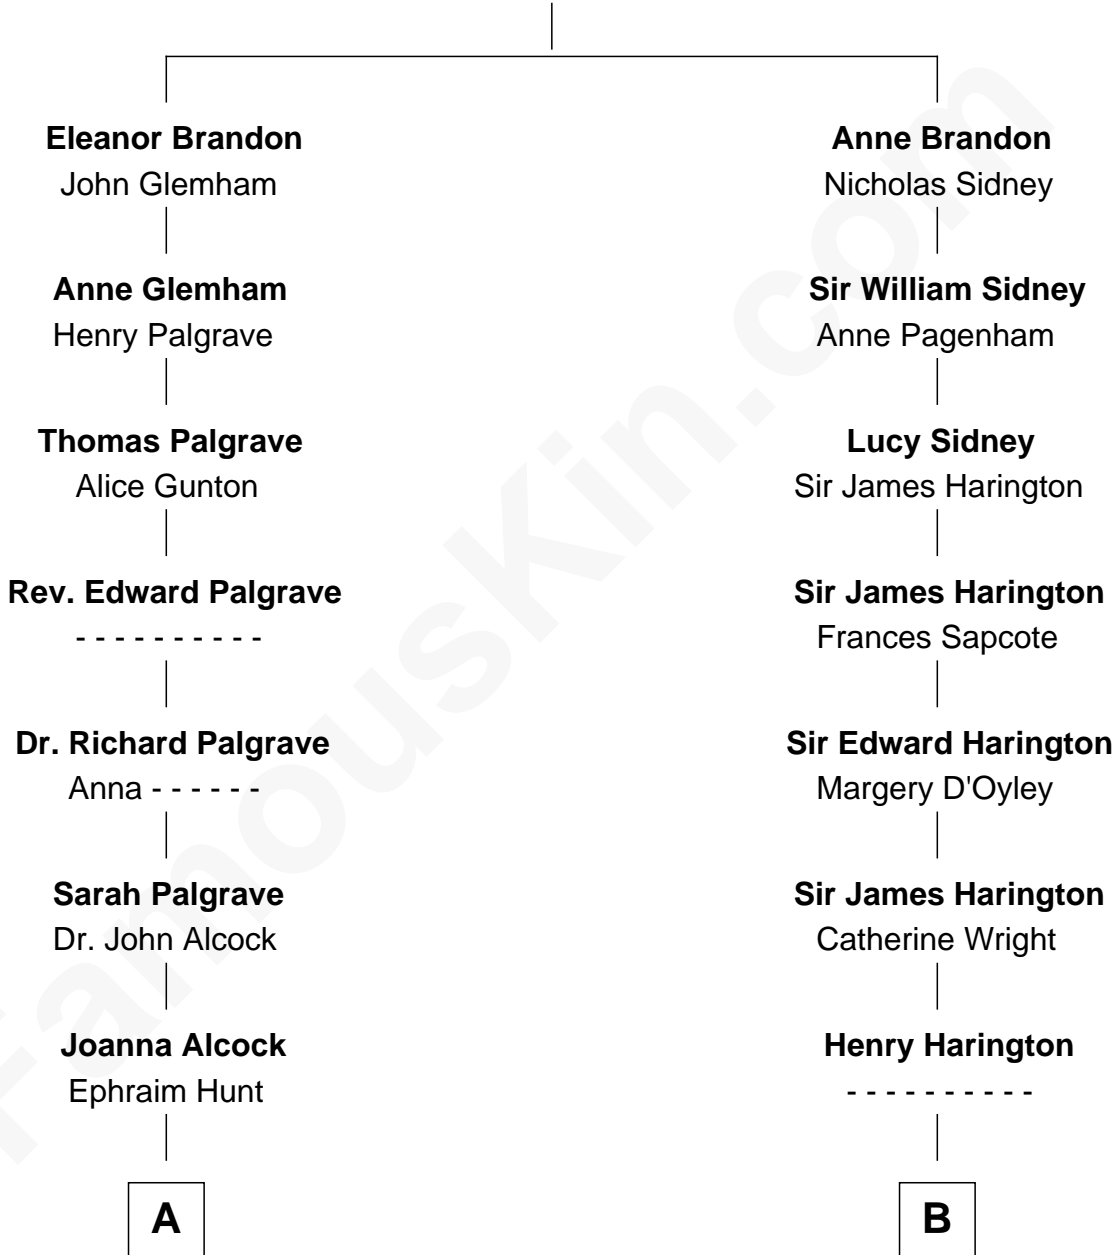 Eleanor Brandon
John Glemham
Anne Glemham
Henry Palgrave
Thomas Palgrave
Alice Gunton
Rev. Edward Palgrave
- - - - - - - - - -
Dr. Richard Palgrave
Anna - - - - - -
Sarah Palgrave
Dr. John Alcock
Joanna Alcock
Ephraim Hunt
A
Anne Brandon
Nicholas Sidney
Sir William Sidney
Anne Pagenham
Lucy Sidney
Sir James Harington
Sir James Harington
Frances Sapcote
Sir Edward Harington
Margery D'Oyley
Sir James Harington
Catherine Wright
Henry Harington
- - - - - - - - - -
B
FamousKin.com